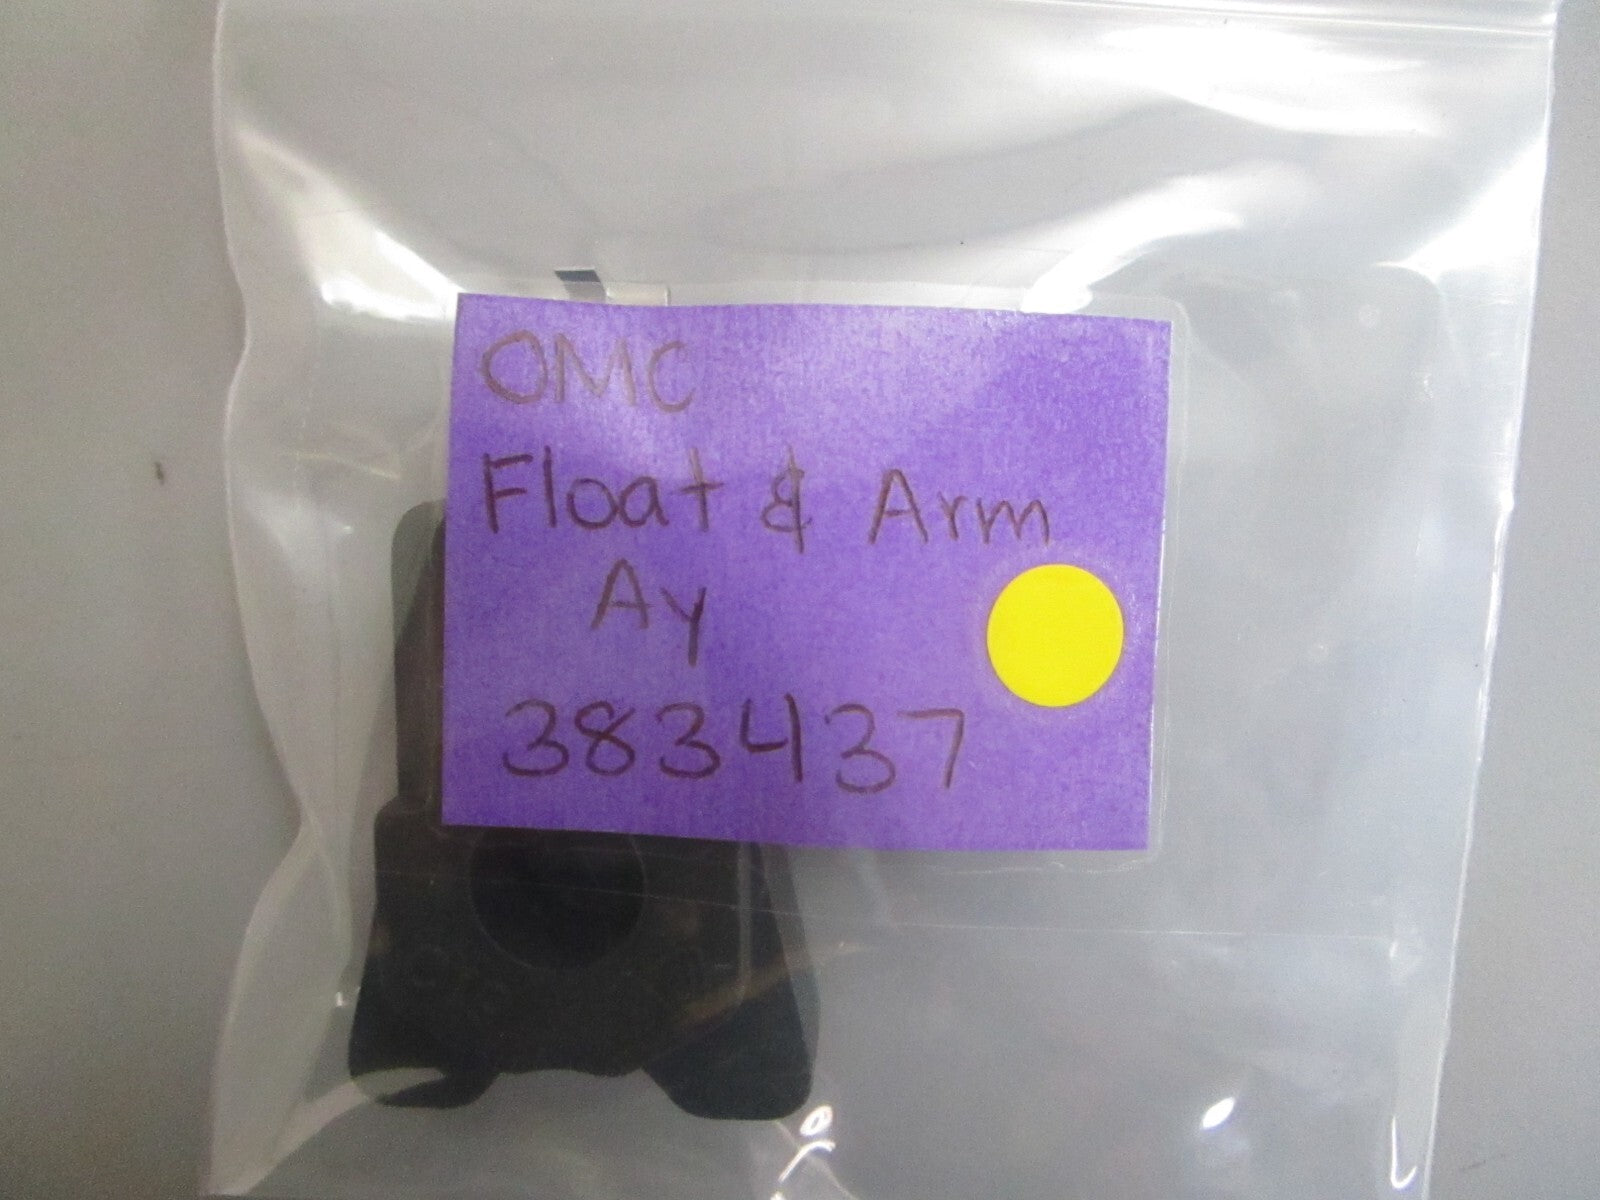 OMC
Float & Arm
Ay
383437